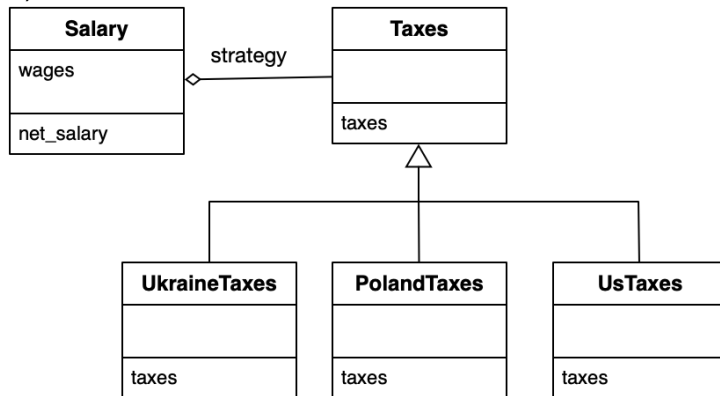 Salary
wages
net_salary
strategy
Taxes
taxes
UkraineTaxes
taxes
PolandTaxes
taxes
UsTaxes
taxes